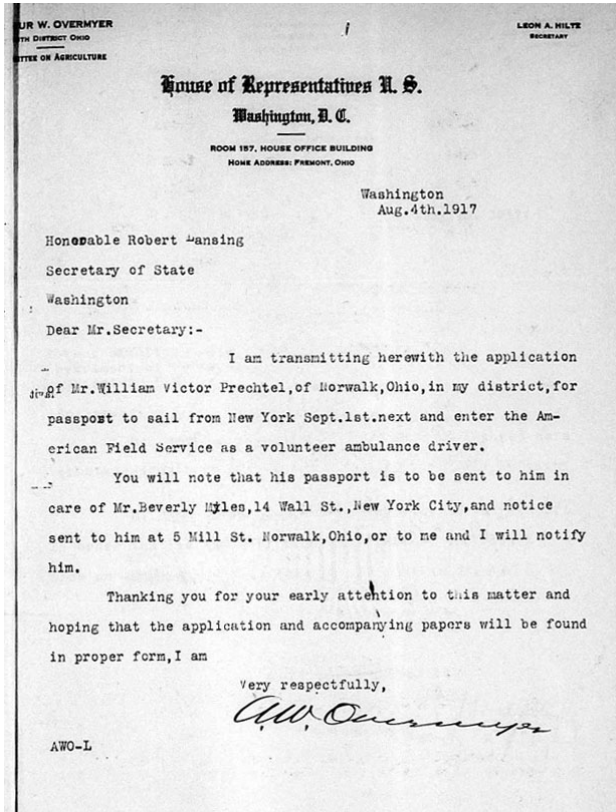 UR W. OVERMYER
TH DISTRICT OHIO
ITTEE ON AGRICULTURE
LEON A. HILTZ
SECRETARY
House of Representatives U. S.
Washington, D. C.
ROOM 157, HOUSE OFFICE BUILDING
HOME ADDRESS: FREMONT, OHIO
Washington
Aug.4th.1917
Honorable Robert Lansing
Secretary of State
Washington
Dear Mr.Secretary:-
I am transmitting herewith the application
of Mr.William Victor Prechtel,of Norwalk,Ohio,in my district,for
passport to sail from New York Sept.1st.next and enter the Am-
erican Field Service as a volunteer ambulance driver.
You will note that his passport is to be sent to him in
care of Mr.Beverly Myles,14 Wall St.,New York City,and notice
sent to him at 5 Mill St. Norwalk,Ohio,or to me and I will notify
him.
Thanking you for your early attention to this matter and
hoping that the application and accompanying papers will be found
in proper form,I am
Very respectfully,
A.W. Overmyer
AWO-L